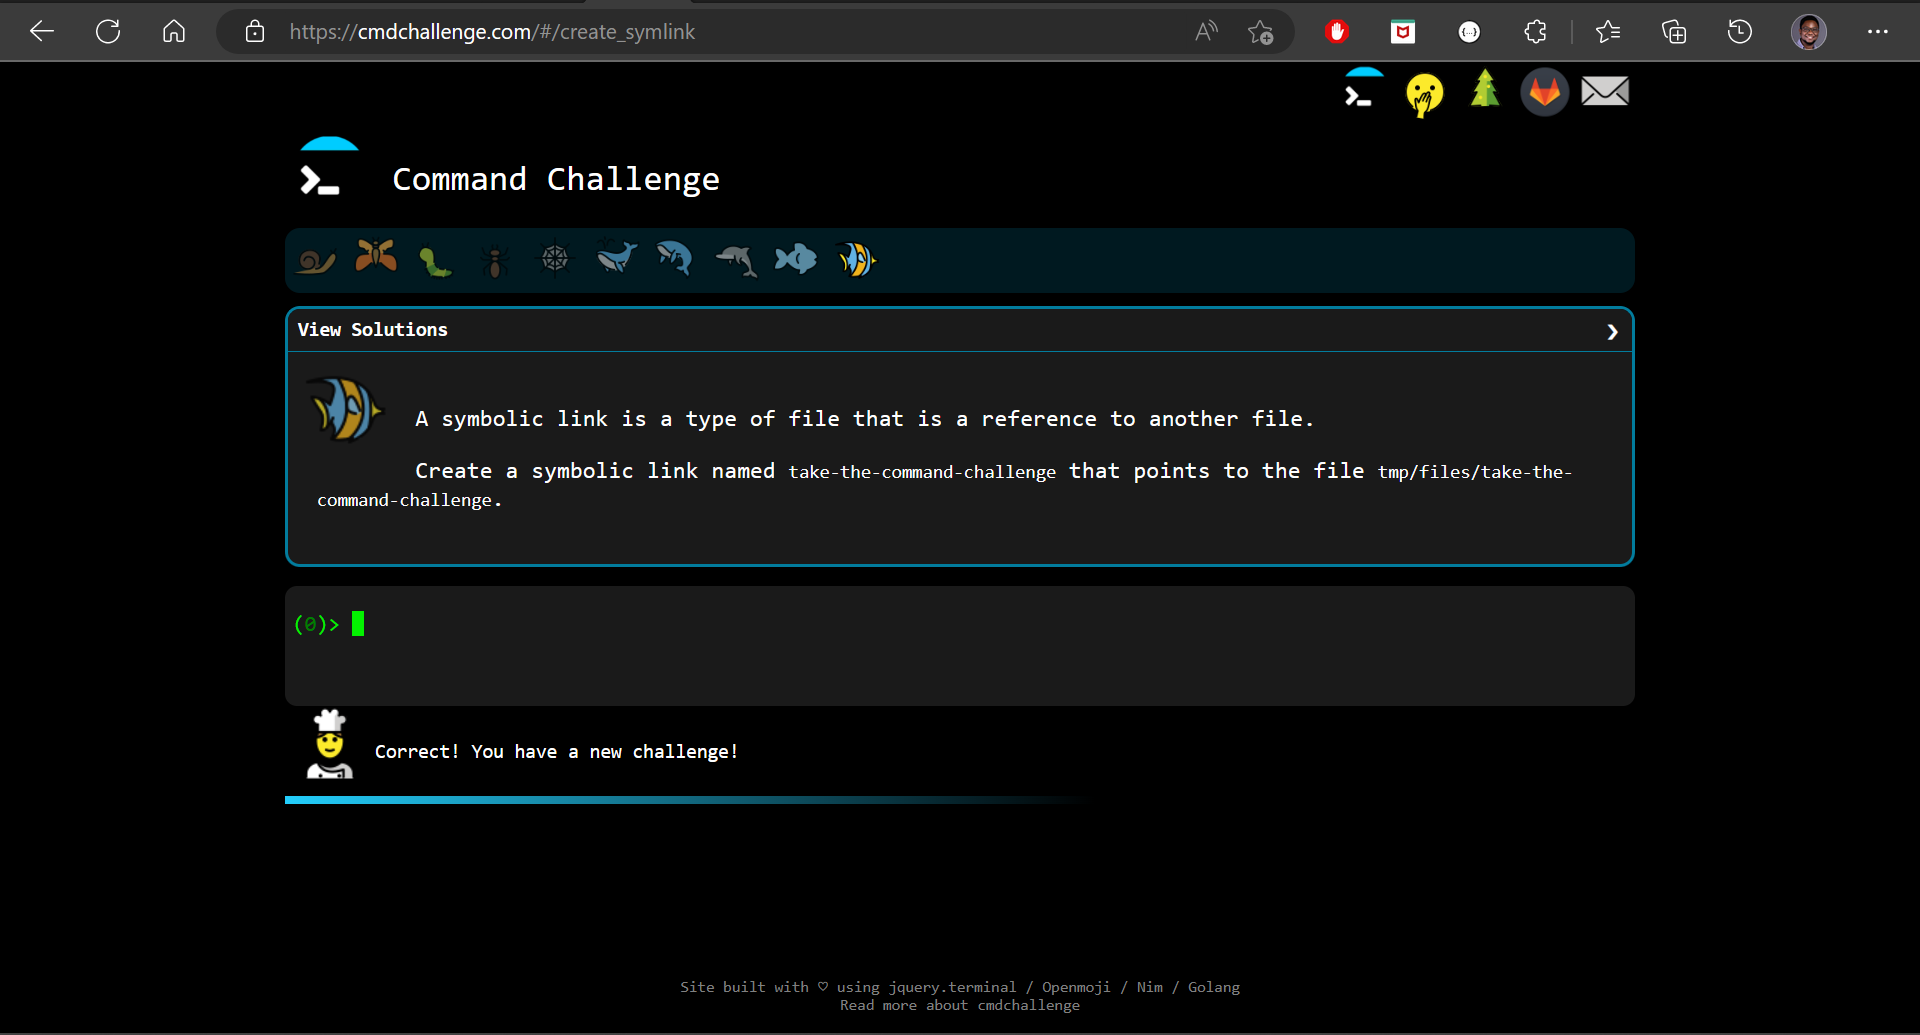 https://cmdchallenge.com/#/create_symlink
Command Challenge
View Solutions
A symbolic link is a type of file that is a reference to another file.
Create a symbolic link named take-the-command-challenge that points to the file tmp/files/take-the-
command-challenge.
(0)>
Correct! You have a new challenge!
Site built with ♡ using jquery.terminal / Openmoji / Nim / Golang
Read more about cmdchallenge